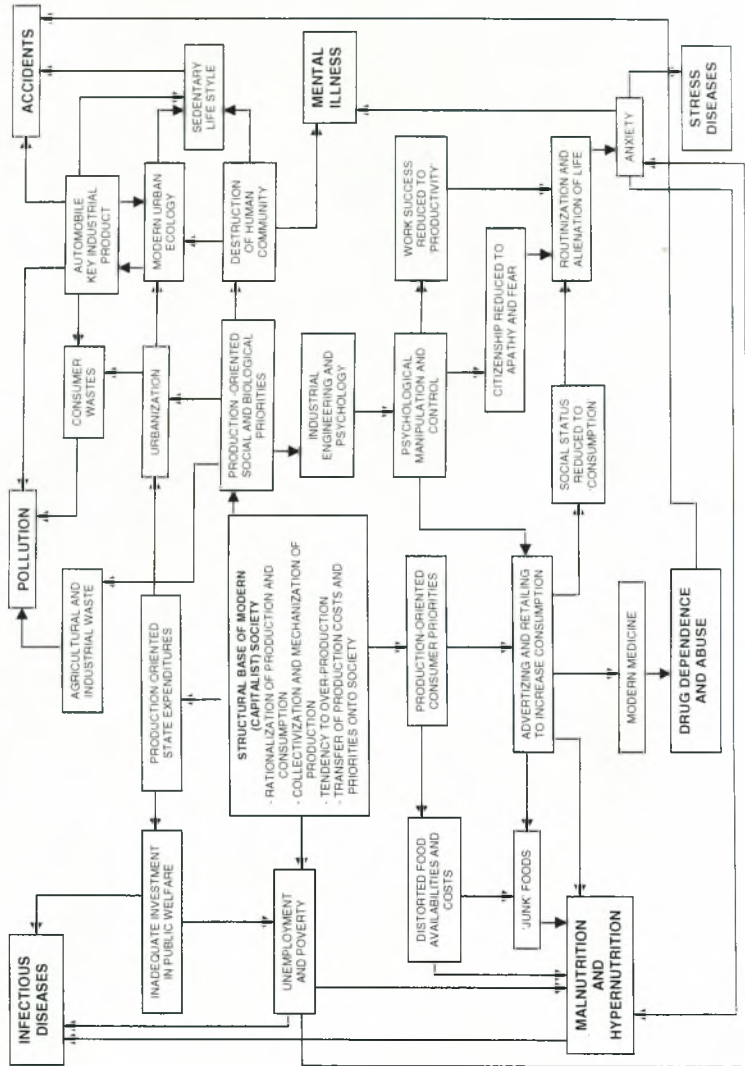 INFECTIOUS
DISEASES
POLLUTION
ACCIDENTS
AGRICULTURAL AND
INDUSTRIAL WASTE
CONSUMER
WASTES
AUTOMOBILE
KEY INDUSTRIAL
PRODUCT
INADEQUATE INVESTMENT
IN PUBLIC WELFARE
PRODUCTION ORIENTED
STATE EXPENDITURES
URBANIZATION
MODERN URBAN
ECOLOGY
SEDENTARY
LIFE STYLE
UNEMPLOYMENT
AND POVERTY
STRUCTURAL BASE OF MODERN
(CAPITALIST) SOCIETY
- RATIONALIZATION OF PRODUCTION AND
CONSUMPTION
- COLLECTIVIZATION AND MECHANIZATION OF
PRODUCTION
- TENDENCY TO OVER-PRODUCTION
- TRANSFER OF PRODUCTION COSTS AND
PRIORITIES ONTO SOCIETY
PRODUCTION -ORIENTED
SOCIAL AND BIOLOGICAL
PRIORITIES
DESTRUCTION
OF HUMAN
COMMUNITY
INDUSTRIAL
ENGINEERING AND
PSYCHOLOGY
MENTAL
ILLNESS
DISTORTED FOOD
AVAILABILITIES AND
COSTS
PRODUCTION-ORIENTED
CONSUMER PRIORITIES
PSYCHOLOGICAL
MANIPULATION AND
CONTROL
WORK SUCCESS
REDUCED TO
'PRODUCTIVITY'
CITIZENSHIP REDUCED TO
APATHY AND FEAR
'JUNK' FOODS
ADVERTIZING AND RETAILING
TO INCREASE CONSUMPTION
SOCIAL STATUS
REDUCED TO
'CONSUMPTION'
ROUTINIZATION AND
ALIENATION OF LIFE
MALNUTRITION
AND
HYPERNUTRITION
MODERN MEDICINE
ANXIETY
DRUG DEPENDENCE
AND ABUSE
STRESS
DISEASES